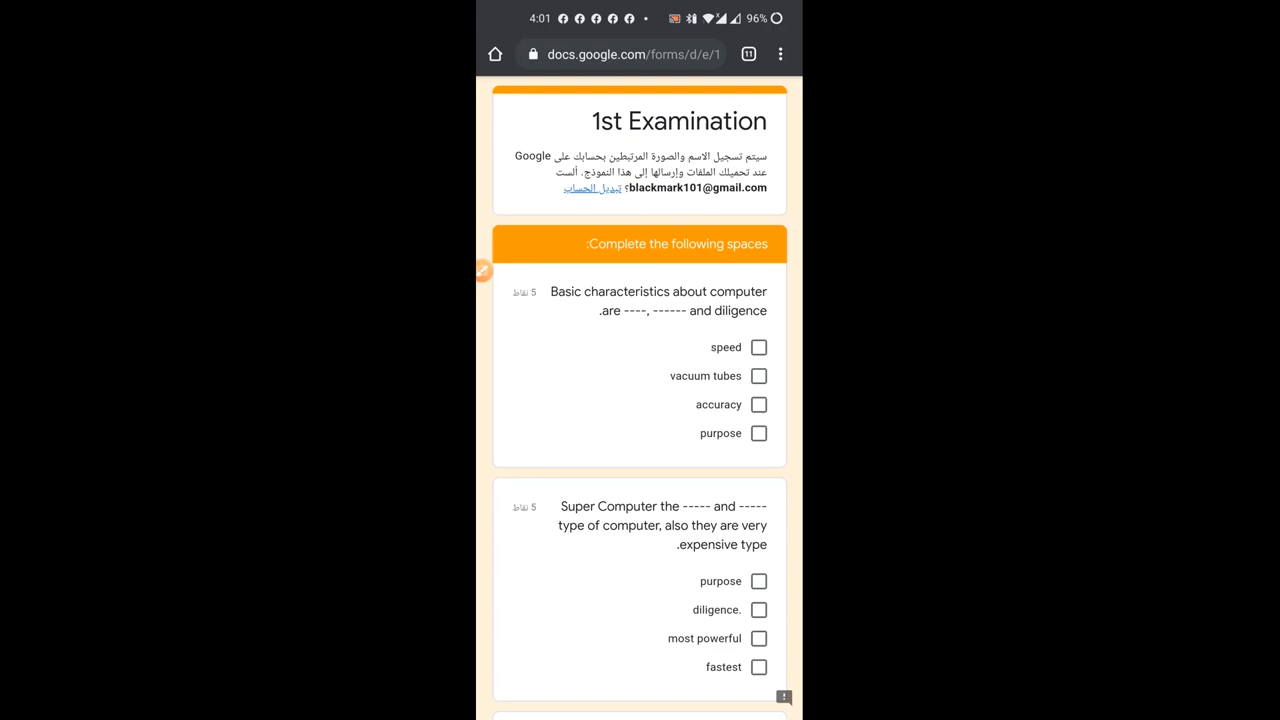 4:01
96%
docs.google.com/forms/d/e/1
11
1st Examination
سيتم تسجيل الاسم والصورة المرتبطين بحسابك على Google
عند تحميلك الملفات وإرسالها إلى هذا النموذج. ألست
blackmark101@gmail.com؟ تبديل الحساب
Complete the following spaces:
Basic characteristics about computer
5 نقاط
are ----, ------ and diligence.
speed
vacuum tubes
accuracy
purpose
Super Computer the ----- and -----
5 نقاط
type of computer, also they are very
expensive type.
purpose
diligence.
most powerful
fastest